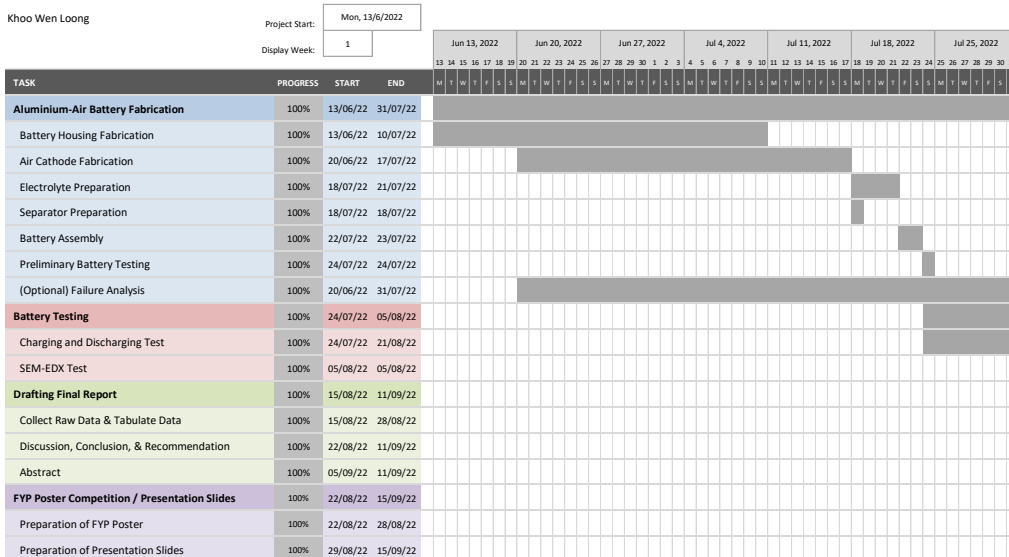 Khoo Wen Loong
Project Start: Mon, 13/6/2022
Display Week: 1
Jun 13, 2022 Jun 20, 2022 Jun 27, 2022 Jul 4, 2022 Jul 11, 2022 Jul 18, 2022 Jul 25, 2022
13 14 15 16 17 18 19 20 21 22 23 24 25 26 27 28 29 30 1 2 3 4 5 6 7 8 9 10 11 12 13 14 15 16 17 18 19 20 21 22 23 24 25 26 27 28 29 30
TASK PROGRESS START END M T W T F S S M T W T F S S M T W T F S S M T W T F S S M T W T F S S M T W T F S S M T W T F S
Aluminium-Air Battery Fabrication 100% 13/06/22 31/07/22
Battery Housing Fabrication 100% 13/06/22 10/07/22
Air Cathode Fabrication 100% 20/06/22 17/07/22
Electrolyte Preparation 100% 18/07/22 21/07/22
Separator Preparation 100% 18/07/22 18/07/22
Battery Assembly 100% 22/07/22 23/07/22
Preliminary Battery Testing 100% 24/07/22 24/07/22
(Optional) Failure Analysis 100% 20/06/22 31/07/22
Battery Testing 100% 24/07/22 05/08/22
Charging and Discharging Test 100% 24/07/22 21/08/22
SEM-EDX Test 100% 05/08/22 05/08/22
Drafting Final Report 100% 15/08/22 11/09/22
Collect Raw Data & Tabulate Data 100% 15/08/22 28/08/22
Discussion, Conclusion, & Recommendation 100% 22/08/22 11/09/22
Abstract 100% 05/09/22 11/09/22
FYP Poster Competition / Presentation Slides 100% 22/08/22 15/09/22
Preparation of FYP Poster 100% 22/08/22 28/08/22
Preparation of Presentation Slides 100% 29/08/22 15/09/22